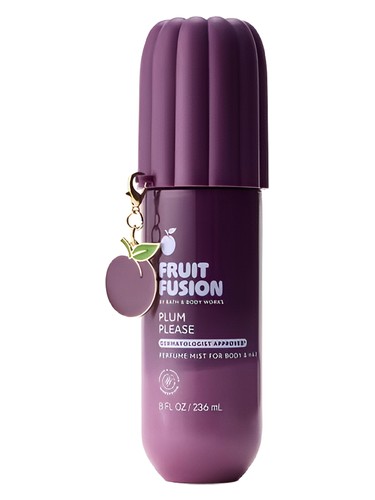 FRUIT
FUSION
BY BATH & BODY WORKS
PLUM
PLEASE
DERMATOLOGIST APPROVED*
PERFUME MIST FOR BODY & HAIR
8 FL OZ / 236 mL